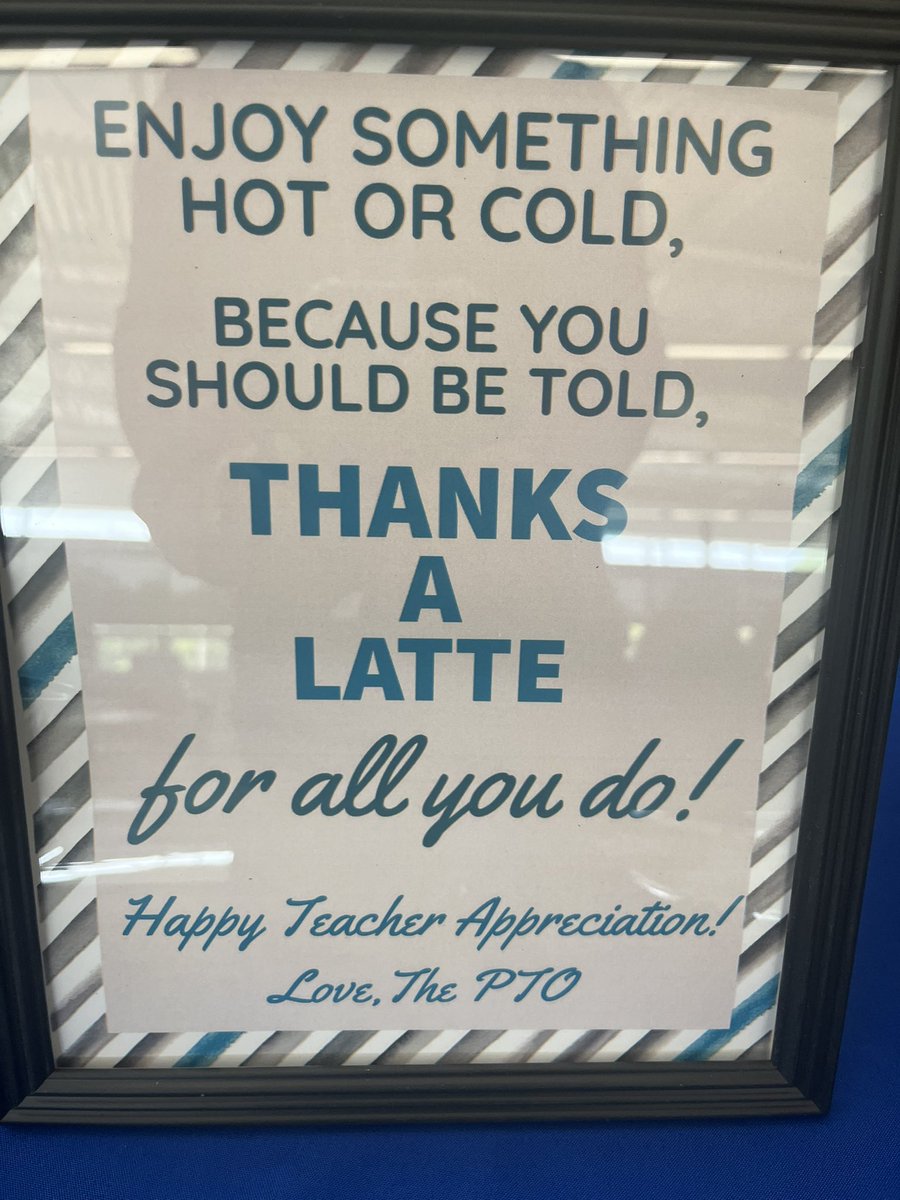 ENJOY SOMETHING
HOT OR COLD,
BECAUSE YOU
SHOULD BE TOLD,
THANKS
A
LATTE
for all you do!
Happy Teacher Appreciation!
Love, The PTO